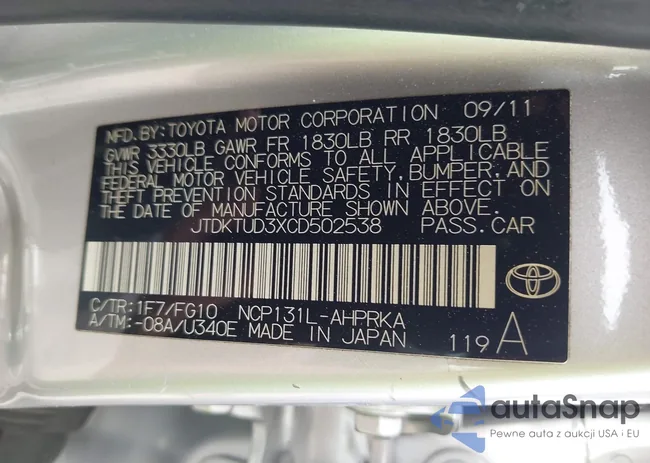 MFD. BY: TOYOTA MOTOR CORPORATION 09/11
GVWR 3330LB GAWR FR 1830LB RR 1830LB
THIS VEHICLE CONFORMS TO ALL APPLICABLE
FEDERAL MOTOR VEHICLE SAFETY, BUMPER, AND
THEFT PREVENTION STANDARDS IN EFFECT ON
THE DATE OF MANUFACTURE SHOWN ABOVE.
JTDKTUD3XCD502538 PASS. CAR
C/TR: 1F7/FG10 NCP131L-AHPRKA
A/TM: -08A/U340E MADE IN JAPAN 119 A
autoSnap
Pewne auta z aukcji USA i EU